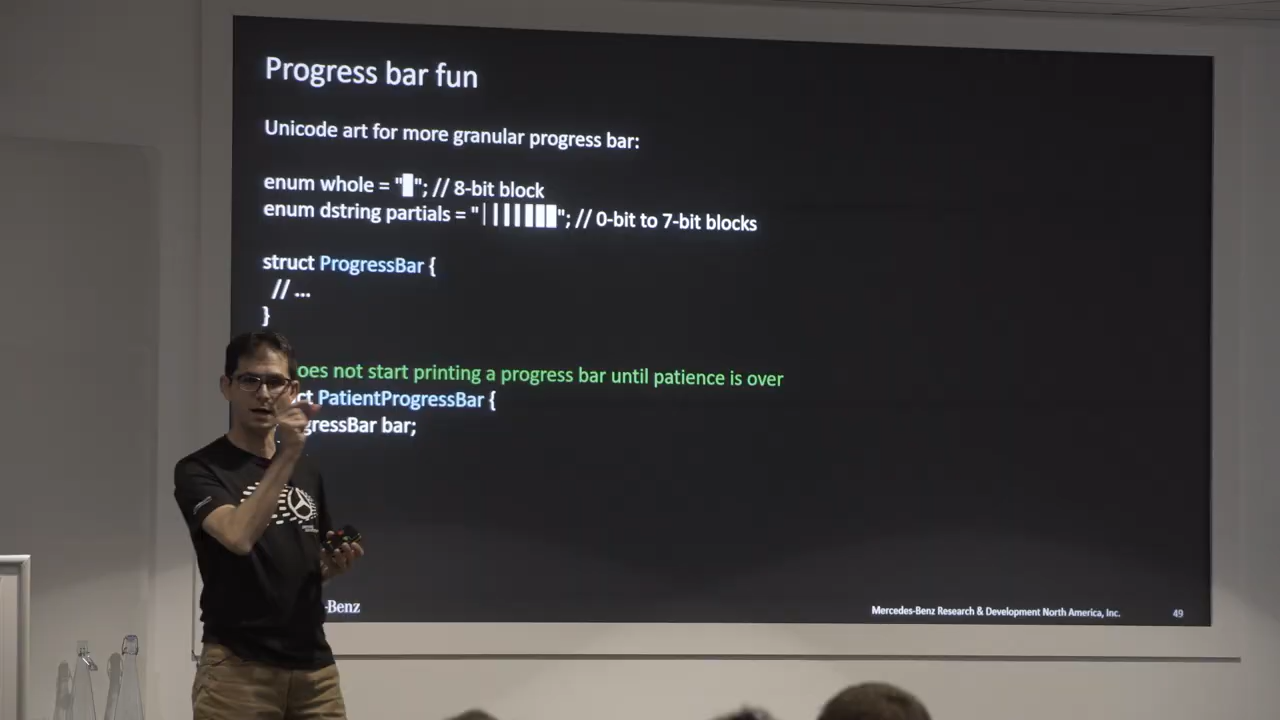 Progress bar fun
Unicode art for more granular progress bar:
enum whole = "█"; // 8-bit block
enum dstring partials = " ▏▎▍▌▋▊▉"; // 0-bit to 7-bit blocks
struct ProgressBar {
// ...
}
oes not start printing a progress bar until patience is over
ct PatientProgressBar {
gressBar bar;
-Benz
Mercedes-Benz Research & Development North America, Inc.
49